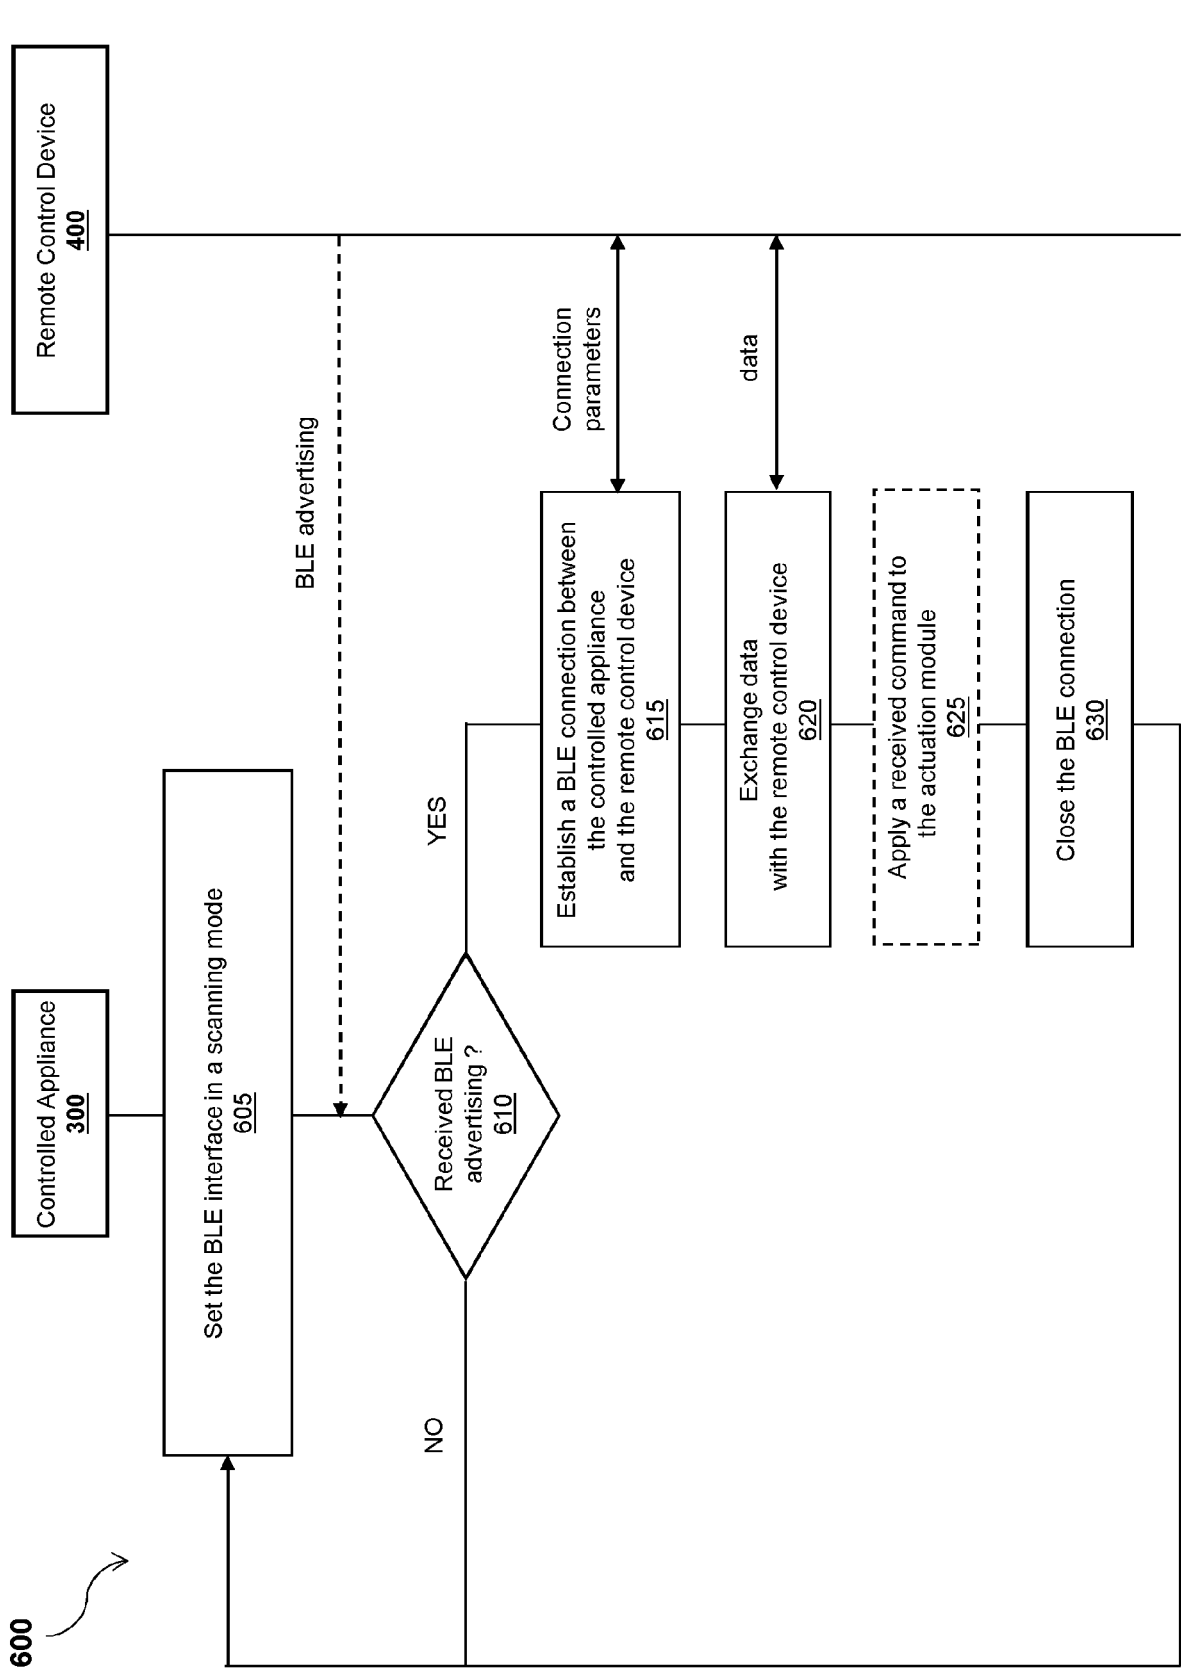 600
Controlled Appliance
300
Remote Control Device
400
Set the BLE interface in a scanning mode
605
BLE advertising
Received BLE
advertising ?
610
NO
YES
Establish a BLE connection between
the controlled appliance
and the remote control device
615
Connection
parameters
Exchange data
with the remote control device
620
data
Apply a received command to
the actuation module
625
Close the BLE connection
630